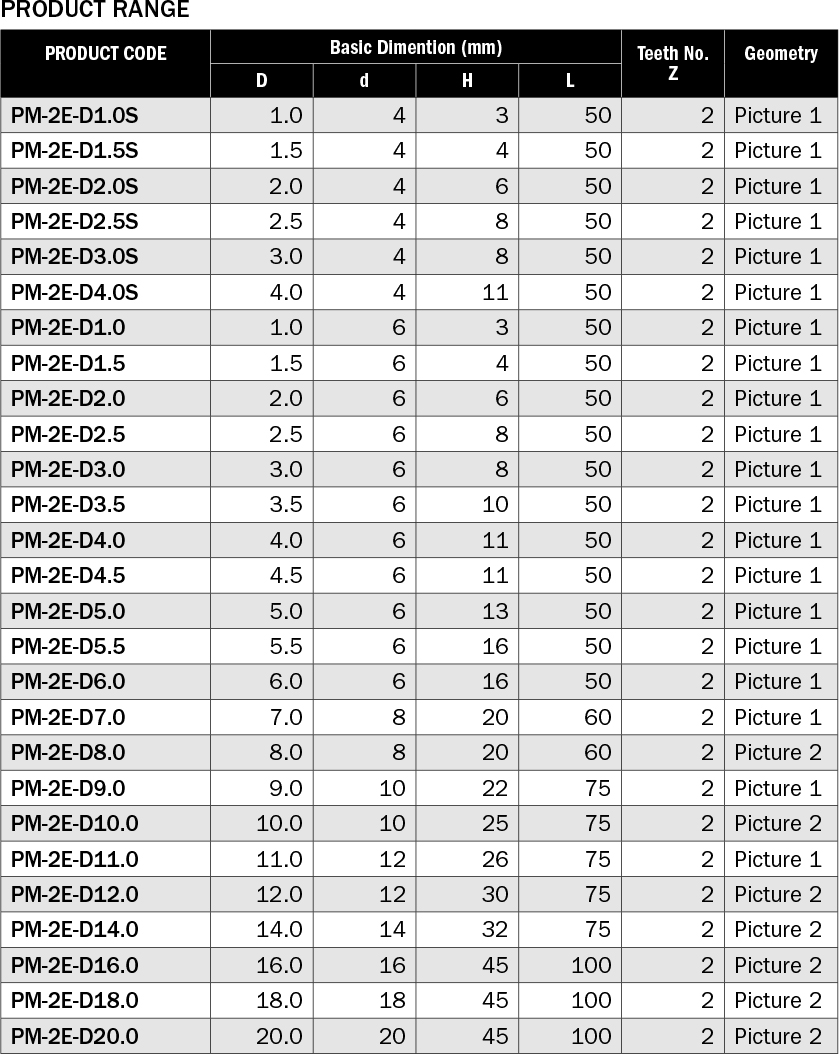 PRODUCT RANGE
PRODUCT CODE Basic Dimention (mm) Teeth No. Z Geometry
D d H L
PM-2E-D1.0S 1.0 4 3 50 2 Picture 1
PM-2E-D1.5S 1.5 4 4 50 2 Picture 1
PM-2E-D2.0S 2.0 4 6 50 2 Picture 1
PM-2E-D2.5S 2.5 4 8 50 2 Picture 1
PM-2E-D3.0S 3.0 4 8 50 2 Picture 1
PM-2E-D4.0S 4.0 4 11 50 2 Picture 1
PM-2E-D1.0 1.0 6 3 50 2 Picture 1
PM-2E-D1.5 1.5 6 4 50 2 Picture 1
PM-2E-D2.0 2.0 6 6 50 2 Picture 1
PM-2E-D2.5 2.5 6 8 50 2 Picture 1
PM-2E-D3.0 3.0 6 8 50 2 Picture 1
PM-2E-D3.5 3.5 6 10 50 2 Picture 1
PM-2E-D4.0 4.0 6 11 50 2 Picture 1
PM-2E-D4.5 4.5 6 11 50 2 Picture 1
PM-2E-D5.0 5.0 6 13 50 2 Picture 1
PM-2E-D5.5 5.5 6 16 50 2 Picture 1
PM-2E-D6.0 6.0 6 16 50 2 Picture 1
PM-2E-D7.0 7.0 8 20 60 2 Picture 1
PM-2E-D8.0 8.0 8 20 60 2 Picture 2
PM-2E-D9.0 9.0 10 22 75 2 Picture 1
PM-2E-D10.0 10.0 10 25 75 2 Picture 2
PM-2E-D11.0 11.0 12 26 75 2 Picture 1
PM-2E-D12.0 12.0 12 30 75 2 Picture 2
PM-2E-D14.0 14.0 14 32 75 2 Picture 2
PM-2E-D16.0 16.0 16 45 100 2 Picture 2
PM-2E-D18.0 18.0 18 45 100 2 Picture 2
PM-2E-D20.0 20.0 20 45 100 2 Picture 2